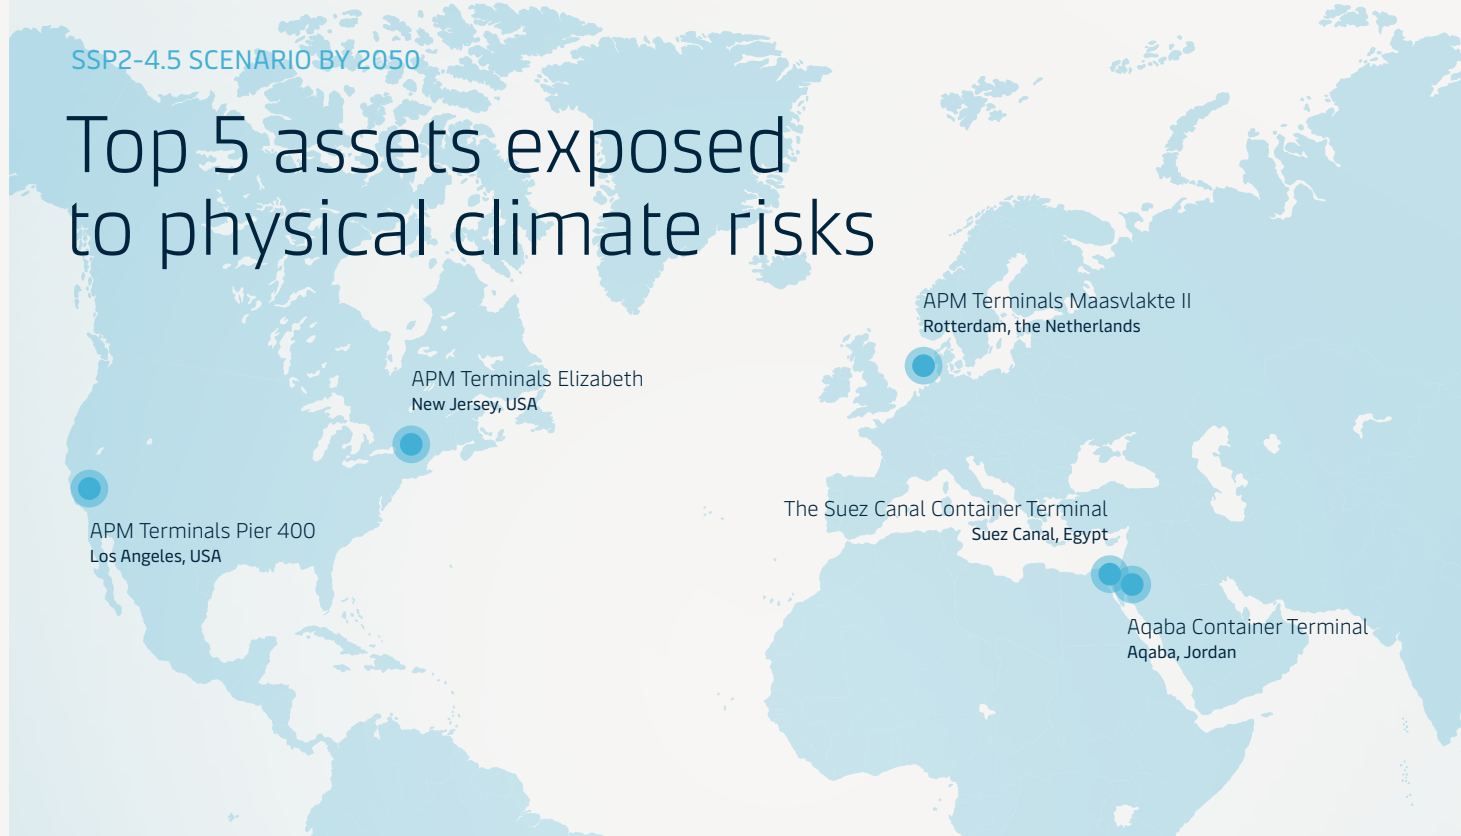 SSP2-4.5 SCENARIO BY 2050
Top 5 assets exposed
to physical climate risks
APM Terminals Maasvlakte II
Rotterdam, the Netherlands
APM Terminals Elizabeth
New Jersey, USA
APM Terminals Pier 400
Los Angeles, USA
The Suez Canal Container Terminal
Suez Canal, Egypt
Aqaba Container Terminal
Aqaba, Jordan